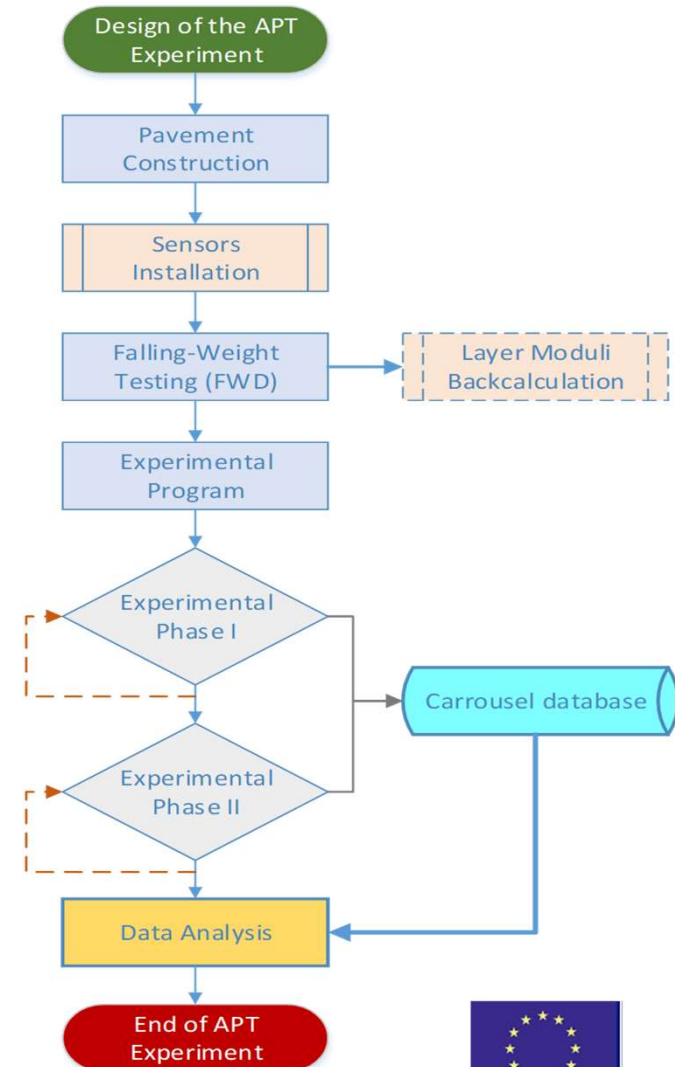 Design of the APT
Experiment
Pavement
Construction
Sensors
Installation
Falling-Weight
Testing (FWD)
Layer Moduli
Backcalculation
Experimental
Program
Experimental
Phase I
Carrousel database
Experimental
Phase II
Data Analysis
End of APT
Experiment